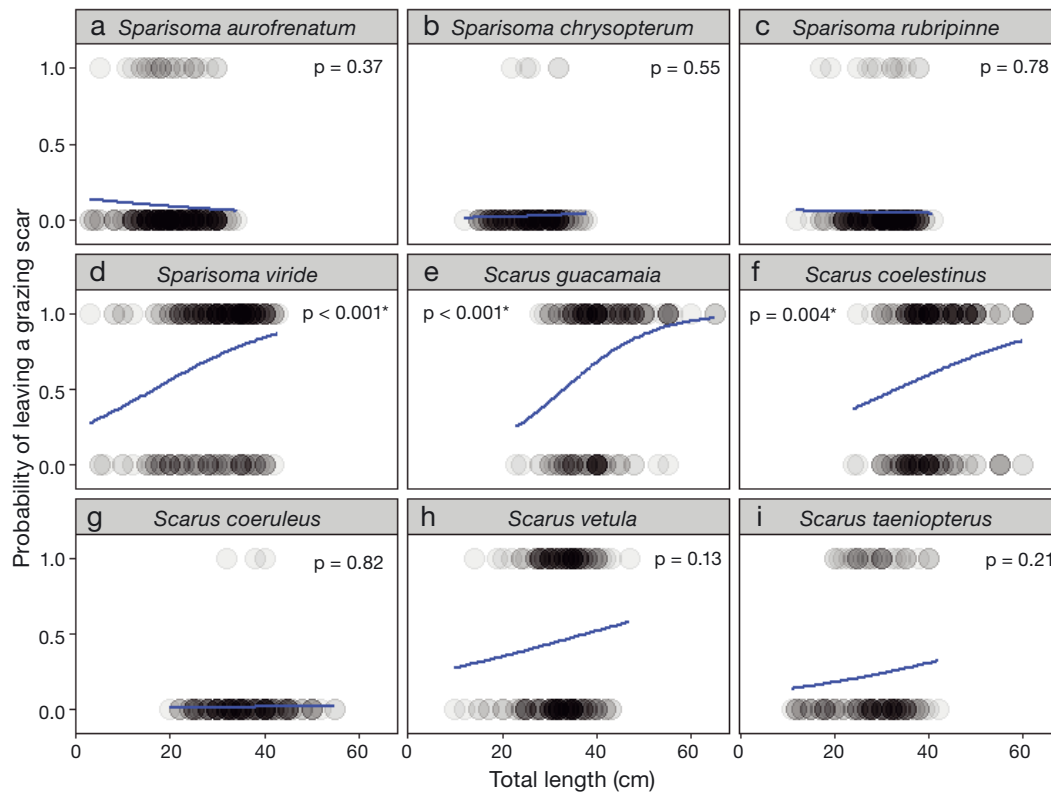 a Sparisoma aurofrenatum
b Sparisoma chrysopterum
c Sparisoma rubripinne
p = 0.37
p = 0.55
p = 0.78
1.0
0.5
0.0
d Sparisoma viride
e Scarus guacamaia
f Scarus coelestinus
p < 0.001*
p < 0.001*
p = 0.004*
1.0
0.5
0.0
g Scarus coeruleus
h Scarus vetula
i Scarus taeniopterus
p = 0.82
p = 0.13
p = 0.21
1.0
0.5
0.0
0 20 40 60
0 20 40 60
0 20 40 60
Total length (cm)
Probability of leaving a grazing scar